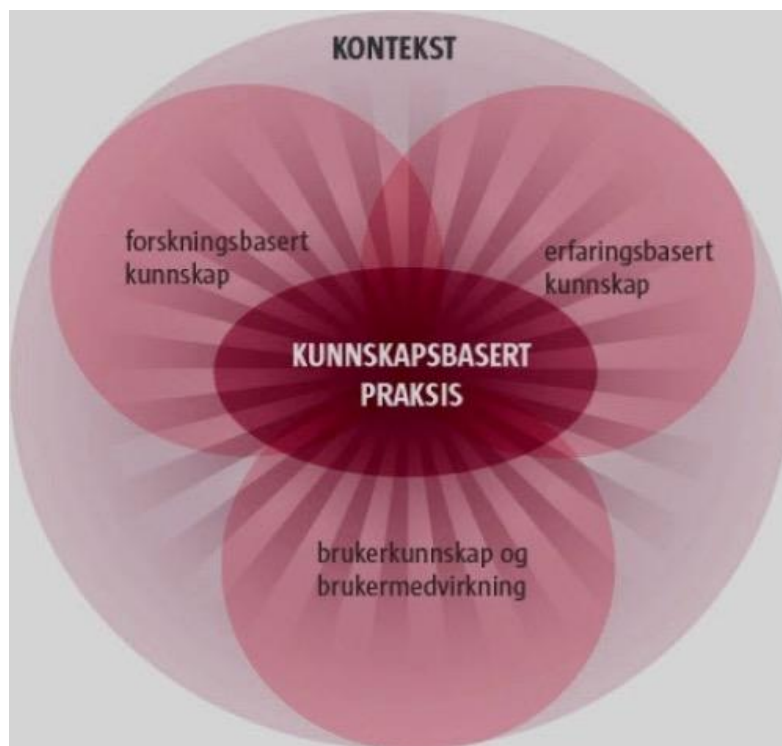 KONTEKST
forskningsbasert
kunnskap
erfaringsbasert
kunnskap
KUNNSKAPSBASERT
PRAKSIS
brukerkunnskap og
brukermedvirkning